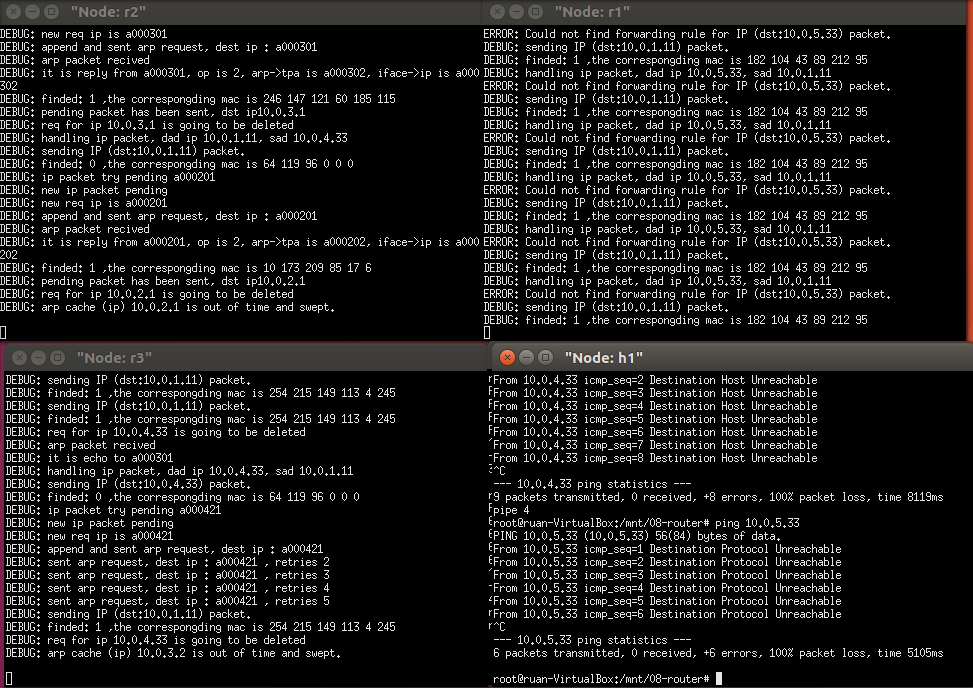 "Node: r2"
DEBUG: new req ip is a000301
DEBUG: append and sent arp request, dest ip : a000301
DEBUG: arp packet recived
DEBUG: it is reply from a000301, op is 2, arp->tpa is a000302, iface->ip is a000
302
DEBUG: finded: 1 ,the correspongding mac is 246 147 121 60 185 115
DEBUG: pending packet has been sent, dst ip10.0.3.1
DEBUG: req for ip 10.0.3.1 is going to be deleted
DEBUG: handling ip packet, dad ip 10.0.1.11, sad 10.0.4.33
DEBUG: sending IP (dst:10.0.1.11) packet.
DEBUG: finded: 0 ,the correspongding mac is 64 119 96 0 0 0
DEBUG: ip packet try pending a000201
DEBUG: new ip packet pending
DEBUG: new req ip is a000201
DEBUG: append and sent arp request, dest ip : a000201
DEBUG: arp packet recived
DEBUG: it is reply from a000201, op is 2, arp->tpa is a000202, iface->ip is a000
202
DEBUG: finded: 1 ,the correspongding mac is 10 173 209 85 17 6
DEBUG: pending packet has been sent, dst ip10.0.2.1
DEBUG: req for ip 10.0.2.1 is going to be deleted
DEBUG: arp cache (ip) 10.0.2.1 is out of time and swept.
"Node: r1"
ERROR: Could not find forwarding rule for IP (dst:10.0.5.33) packet.
DEBUG: sending IP (dst:10.0.1.11) packet.
DEBUG: finded: 1 ,the correspongding mac is 182 104 43 89 212 95
DEBUG: handling ip packet, dad ip 10.0.5.33, sad 10.0.1.11
ERROR: Could not find forwarding rule for IP (dst:10.0.5.33) packet.
DEBUG: sending IP (dst:10.0.1.11) packet.
DEBUG: finded: 1 ,the correspongding mac is 182 104 43 89 212 95
DEBUG: handling ip packet, dad ip 10.0.5.33, sad 10.0.1.11
ERROR: Could not find forwarding rule for IP (dst:10.0.5.33) packet.
DEBUG: sending IP (dst:10.0.1.11) packet.
DEBUG: finded: 1 ,the correspongding mac is 182 104 43 89 212 95
DEBUG: handling ip packet, dad ip 10.0.5.33, sad 10.0.1.11
ERROR: Could not find forwarding rule for IP (dst:10.0.5.33) packet.
DEBUG: sending IP (dst:10.0.1.11) packet.
DEBUG: finded: 1 ,the correspongding mac is 182 104 43 89 212 95
DEBUG: handling ip packet, dad ip 10.0.5.33, sad 10.0.1.11
ERROR: Could not find forwarding rule for IP (dst:10.0.5.33) packet.
DEBUG: sending IP (dst:10.0.1.11) packet.
DEBUG: finded: 1 ,the correspongding mac is 182 104 43 89 212 95
DEBUG: handling ip packet, dad ip 10.0.5.33, sad 10.0.1.11
ERROR: Could not find forwarding rule for IP (dst:10.0.5.33) packet.
DEBUG: sending IP (dst:10.0.1.11) packet.
DEBUG: finded: 1 ,the correspongding mac is 182 104 43 89 212 95
"Node: r3"
DEBUG: sending IP (dst:10.0.1.11) packet.
DEBUG: finded: 1 ,the correspongding mac is 254 215 149 113 4 245
DEBUG: sending IP (dst:10.0.1.11) packet.
DEBUG: finded: 1 ,the correspongding mac is 254 215 149 113 4 245
DEBUG: req for ip 10.0.4.33 is going to be deleted
DEBUG: arp packet recived
DEBUG: it is echo to a000301
DEBUG: handling ip packet, dad ip 10.0.4.33, sad 10.0.1.11
DEBUG: sending IP (dst:10.0.4.33) packet.
DEBUG: finded: 0 ,the correspongding mac is 64 119 96 0 0 0
DEBUG: ip packet try pending a000421
DEBUG: new ip packet pending
DEBUG: new req ip is a000421
DEBUG: append and sent arp request, dest ip : a000421
DEBUG: sent arp request, dest ip : a000421 , retries 2
DEBUG: sent arp request, dest ip : a000421 , retries 3
DEBUG: sent arp request, dest ip : a000421 , retries 4
DEBUG: sent arp request, dest ip : a000421 , retries 5
DEBUG: sending IP (dst:10.0.1.11) packet.
DEBUG: finded: 1 ,the correspongding mac is 254 215 149 113 4 245
DEBUG: req for ip 10.0.4.33 is going to be deleted
DEBUG: arp cache (ip) 10.0.3.2 is out of time and swept.
"Node: h1"
From 10.0.4.33 icmp_seq=2 Destination Host Unreachable
From 10.0.4.33 icmp_seq=3 Destination Host Unreachable
From 10.0.4.33 icmp_seq=4 Destination Host Unreachable
From 10.0.4.33 icmp_seq=5 Destination Host Unreachable
From 10.0.4.33 icmp_seq=6 Destination Host Unreachable
From 10.0.4.33 icmp_seq=7 Destination Host Unreachable
From 10.0.4.33 icmp_seq=8 Destination Host Unreachable
^C
--- 10.0.4.33 ping statistics ---
9 packets transmitted, 0 received, +8 errors, 100% packet loss, time 8119ms
pipe 4
root@ruan-VirtualBox:/mnt/08-router# ping 10.0.5.33
PING 10.0.5.33 (10.0.5.33) 56(84) bytes of data.
From 10.0.5.33 icmp_seq=1 Destination Protocol Unreachable
From 10.0.5.33 icmp_seq=2 Destination Protocol Unreachable
From 10.0.5.33 icmp_seq=3 Destination Protocol Unreachable
From 10.0.5.33 icmp_seq=4 Destination Protocol Unreachable
From 10.0.5.33 icmp_seq=5 Destination Protocol Unreachable
From 10.0.5.33 icmp_seq=6 Destination Protocol Unreachable
^C
--- 10.0.5.33 ping statistics ---
6 packets transmitted, 0 received, +6 errors, 100% packet loss, time 5105ms
root@ruan-VirtualBox:/mnt/08-router#